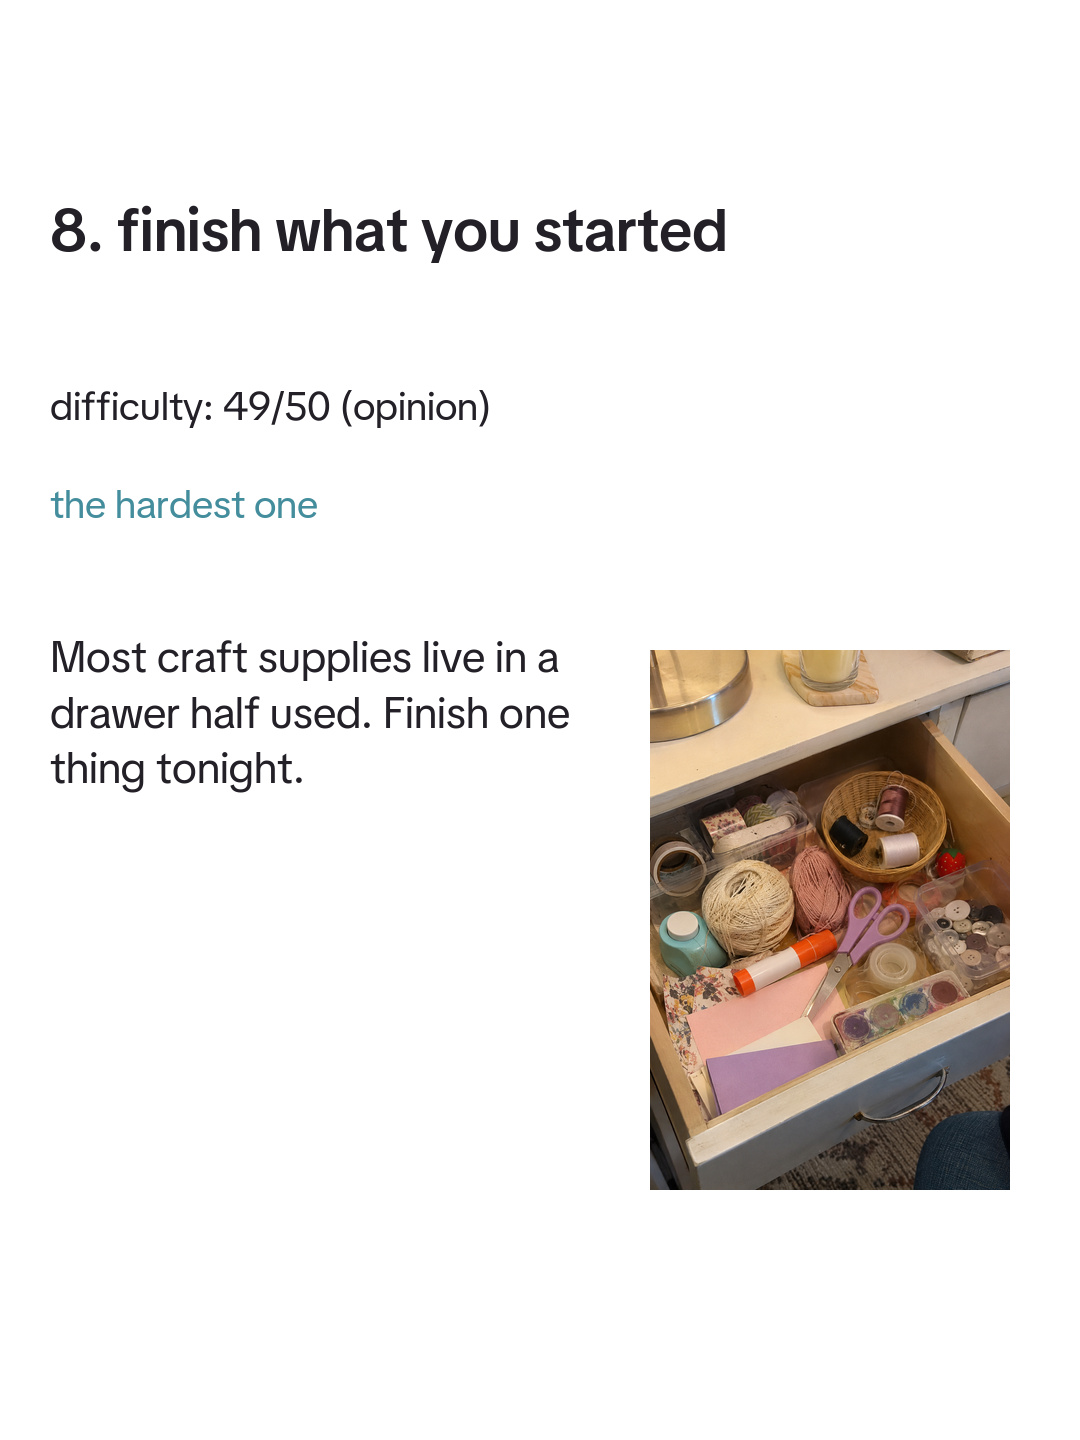 8. finish what you started
difficulty: 49/50 (opinion)
the hardest one
Most craft supplies live in a
drawer half used. Finish one
thing tonight.